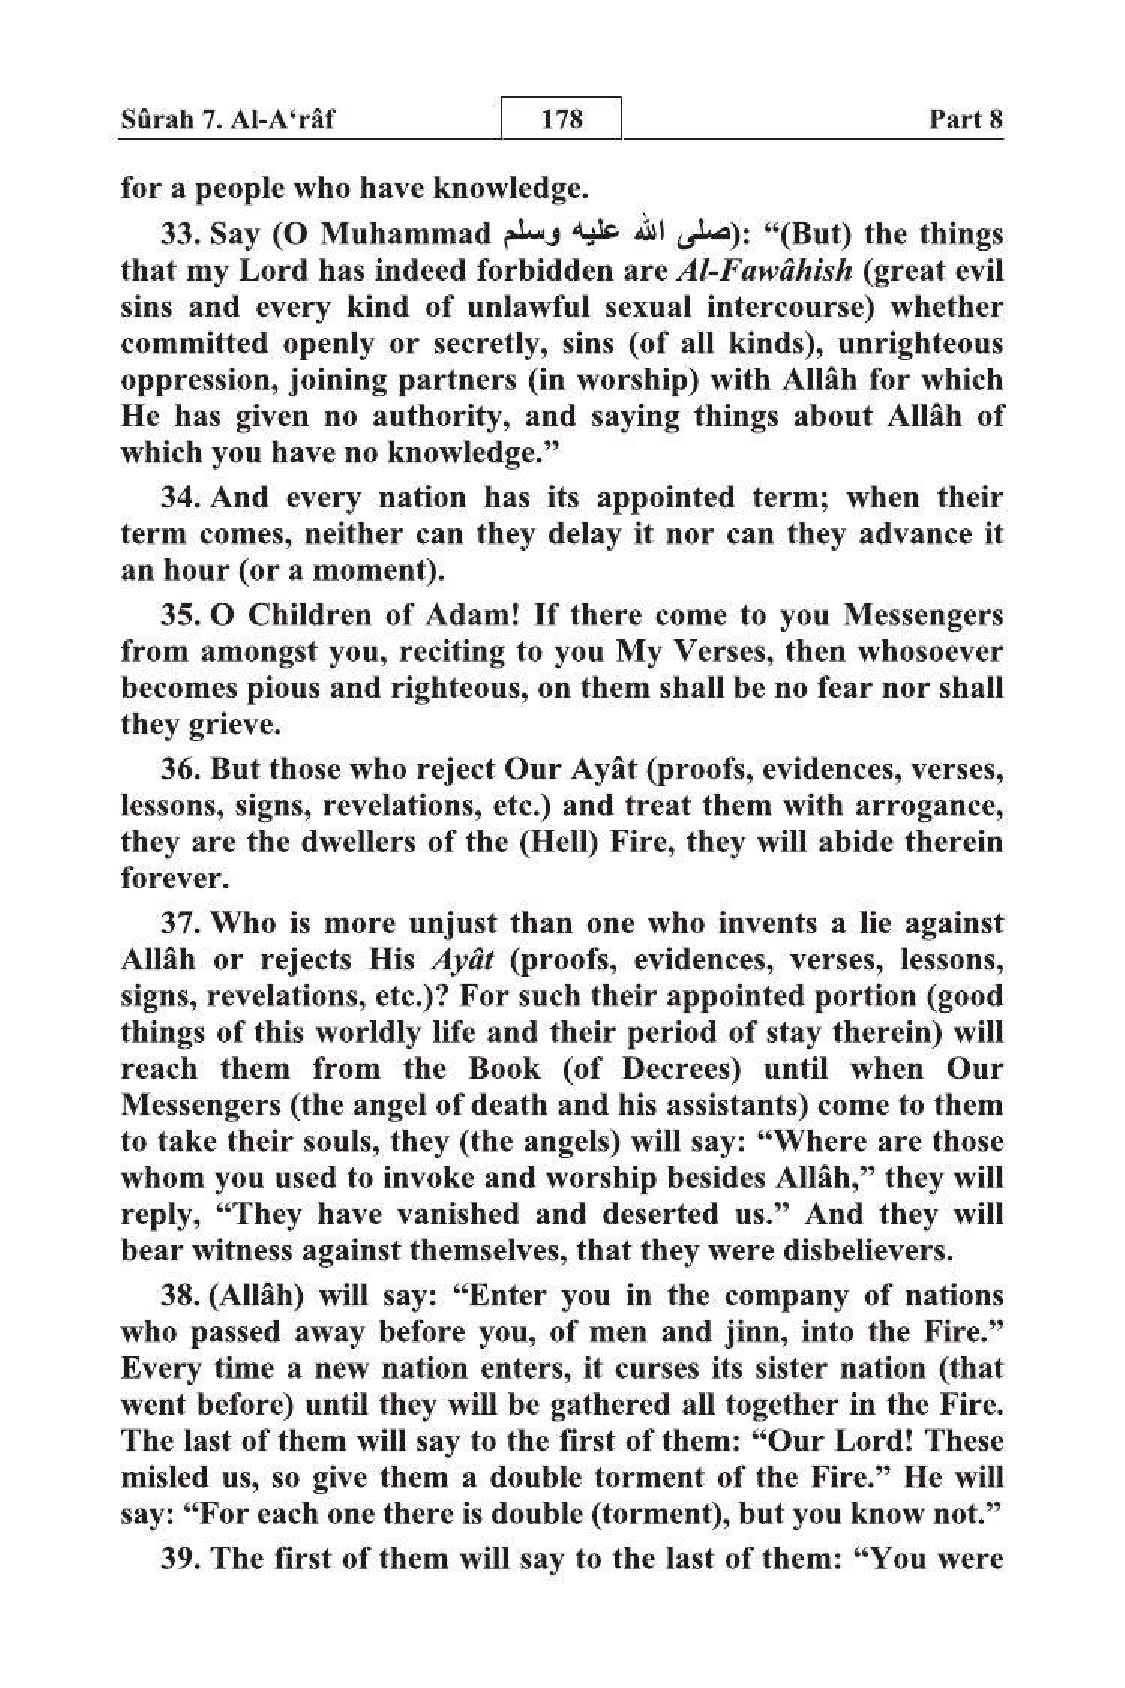 Sûrah 7. Al-A‘râf 178 Part 8
for a people who have knowledge.
33. Say (O Muhammad صلى الله عليه وسلم): “(But) the things
that my Lord has indeed forbidden are Al-Fawâhish (great evil
sins and every kind of unlawful sexual intercourse) whether
committed openly or secretly, sins (of all kinds), unrighteous
oppression, joining partners (in worship) with Allâh for which
He has given no authority, and saying things about Allâh of
which you have no knowledge.”
34. And every nation has its appointed term; when their
term comes, neither can they delay it nor can they advance it
an hour (or a moment).
35. O Children of Adam! If there come to you Messengers
from amongst you, reciting to you My Verses, then whosoever
becomes pious and righteous, on them shall be no fear nor shall
they grieve.
36. But those who reject Our Ayât (proofs, evidences, verses,
lessons, signs, revelations, etc.) and treat them with arrogance,
they are the dwellers of the (Hell) Fire, they will abide therein
forever.
37. Who is more unjust than one who invents a lie against
Allâh or rejects His Ayât (proofs, evidences, verses, lessons,
signs, revelations, etc.)? For such their appointed portion (good
things of this worldly life and their period of stay therein) will
reach them from the Book (of Decrees) until when Our
Messengers (the angel of death and his assistants) come to them
to take their souls, they (the angels) will say: “Where are those
whom you used to invoke and worship besides Allâh,” they will
reply, “They have vanished and deserted us.” And they will
bear witness against themselves, that they were disbelievers.
38. (Allâh) will say: “Enter you in the company of nations
who passed away before you, of men and jinn, into the Fire.”
Every time a new nation enters, it curses its sister nation (that
went before) until they will be gathered all together in the Fire.
The last of them will say to the first of them: “Our Lord! These
misled us, so give them a double torment of the Fire.” He will
say: “For each one there is double (torment), but you know not.”
39. The first of them will say to the last of them: “You were